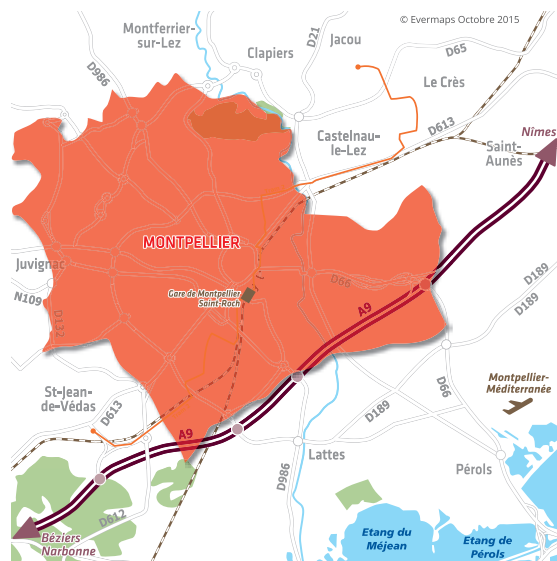 © Evermaps Octobre 2015
Montferrier-
sur-Lez
D21
Jacou
Clapiers
D65
D986
Le Crès
D613
Castelnau-
le-Lez
Nîmes
Saint-
Aunès
MONTPELLIER
Juvignac
D66
D189
N109
Gare de Montpellier
Saint-Roch
D132
A9
D189
St-Jean-
de-Védas
D613
D66
Montpellier-
Méditerranée
D189
A9
Lattes
D986
Pérols
D612
Béziers
Narbonne
Etang du
Méjean
Etang de
Pérols